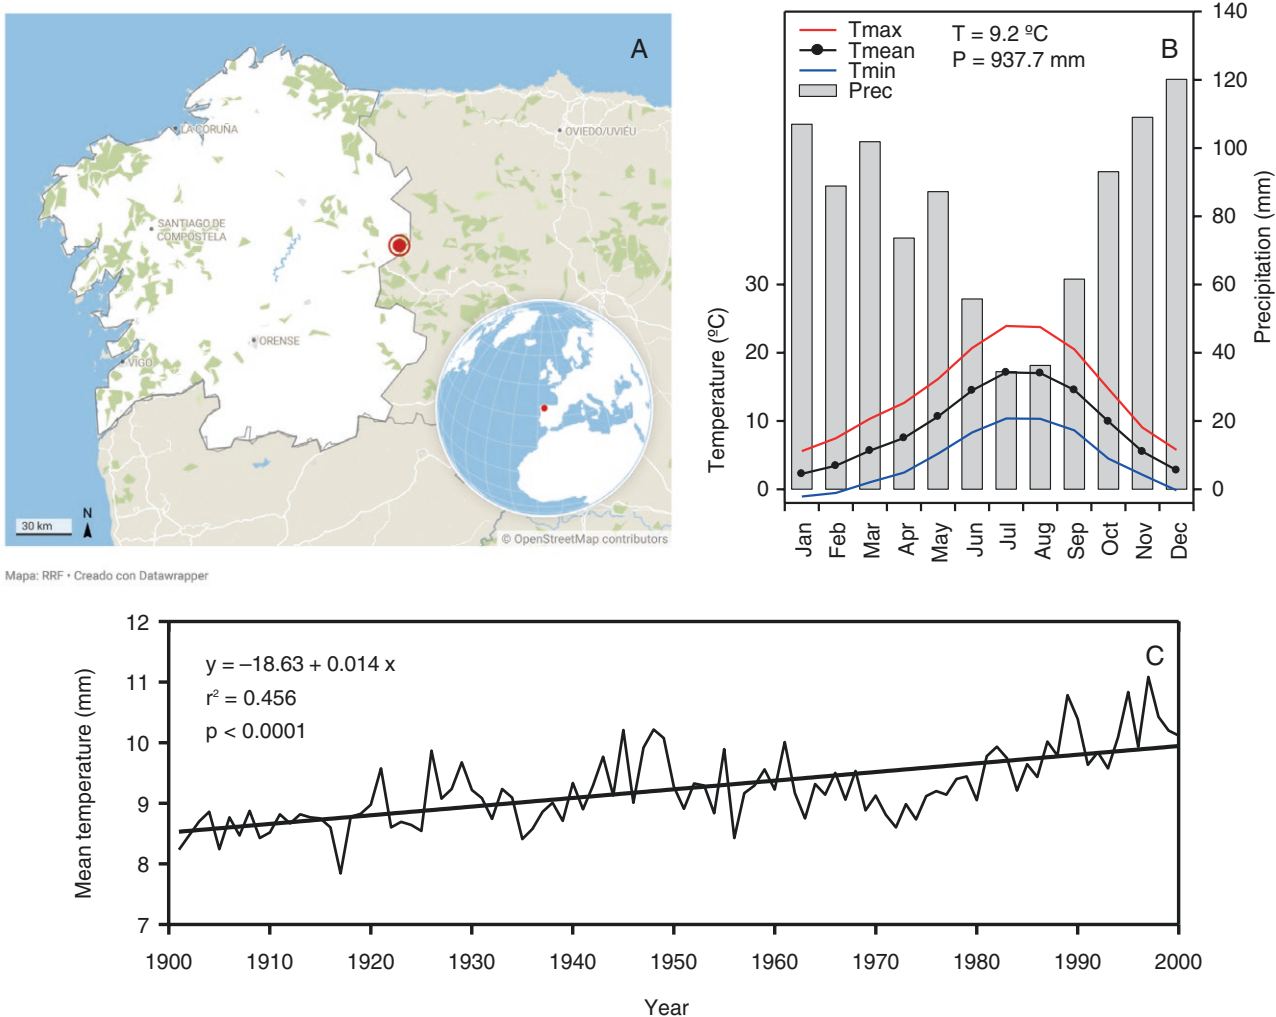 A
LA CORUÑA
OVIEDO/UVIÉU
SANTIAGO DE
COMPOSTELA
ORENSE
VIGO
N
30 km
© OpenStreetMap contributors
Mapa: RRF • Creado con Datawrapper
B
Tmax
Tmean
Tmin
Prec
T = 9.2 ºC
P = 937.7 mm
Temperature (ºC)
30
20
10
0
140
120
100
80
60
40
20
0
Precipitation (mm)
Jan
Feb
Mar
Apr
May
Jun
Jul
Aug
Sep
Oct
Nov
Dec
C
y = –18.63 + 0.014 x
r² = 0.456
p < 0.0001
Mean temperature (mm)
12
11
10
9
8
7
1900 1910 1920 1930 1940 1950 1960 1970 1980 1990 2000
Year